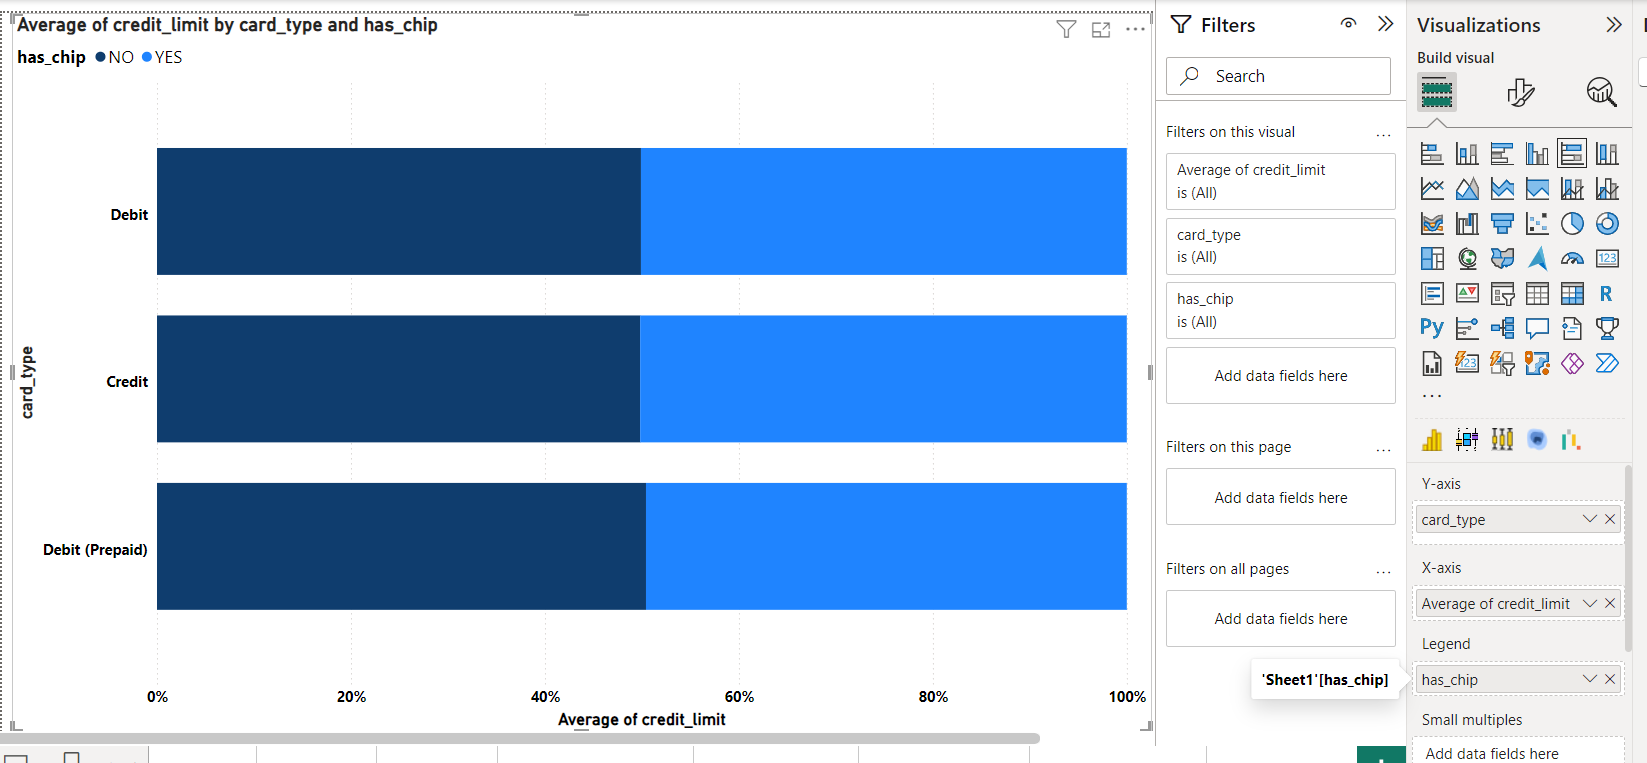 Average of credit_limit by card_type and has_chip
has_chip NO YES
Debit
Credit
Debit (Prepaid)
card_type
0% 20% 40% 60% 80% 100%
Average of credit_limit
Filters
Search
Filters on this visual ...
Average of credit_limit
is (All)
card_type
is (All)
has_chip
is (All)
Add data fields here
Filters on this page ...
Add data fields here
Filters on all pages ...
Add data fields here
'Sheet1'[has_chip]
Visualizations
Build visual
123
R
Py
123
...
Y-axis
card_type
X-axis
Average of credit_limit
Legend
has_chip
Small multiples
Add data fields here